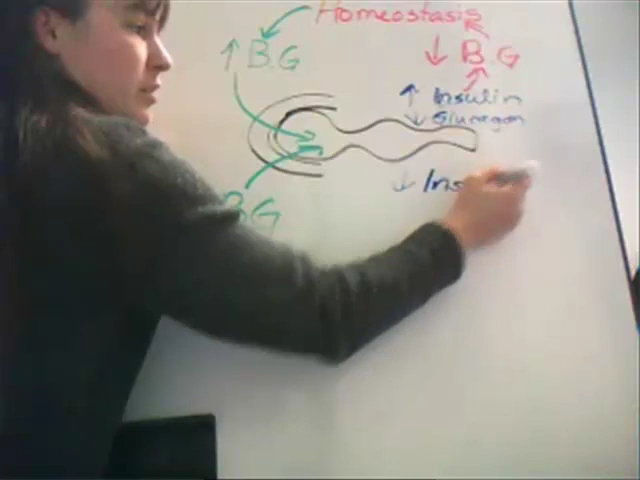 Homeostasis
↑ B.G
↓ B.G
↑ Insulin
↓ Glucagon
↓ Ins
BG